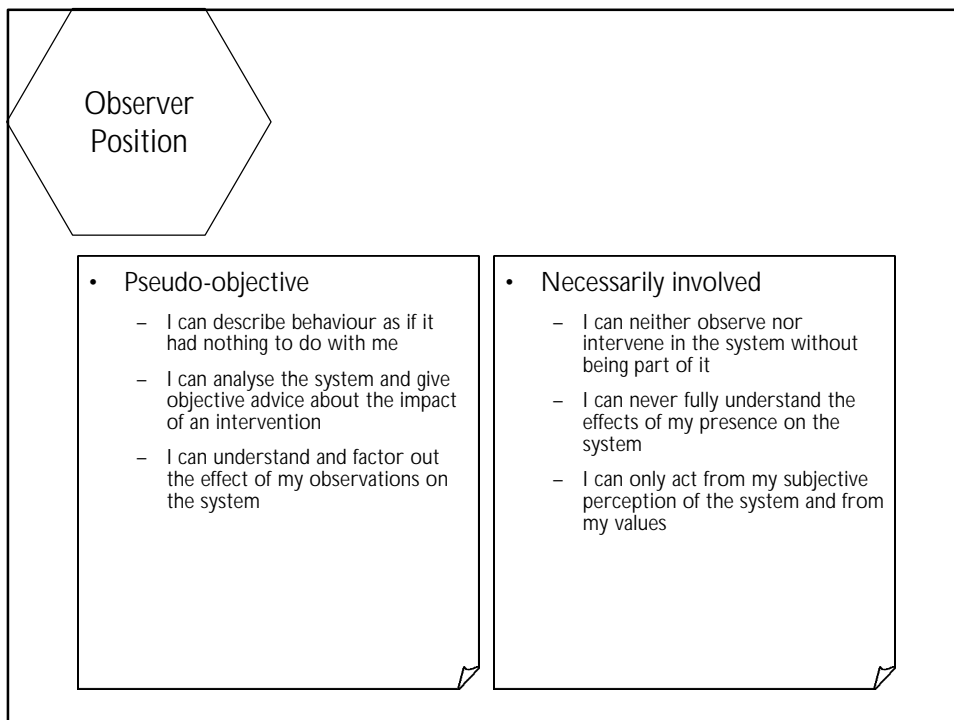 Observer
Position
• Pseudo-objective
– I can describe behaviour as if it
had nothing to do with me
– I can analyse the system and give
objective advice about the impact
of an intervention
– I can understand and factor out
the effect of my observations on
the system
• Necessarily involved
– I can neither observe nor
intervene in the system without
being part of it
– I can never fully understand the
effects of my presence on the
system
– I can only act from my subjective
perception of the system and from
my values